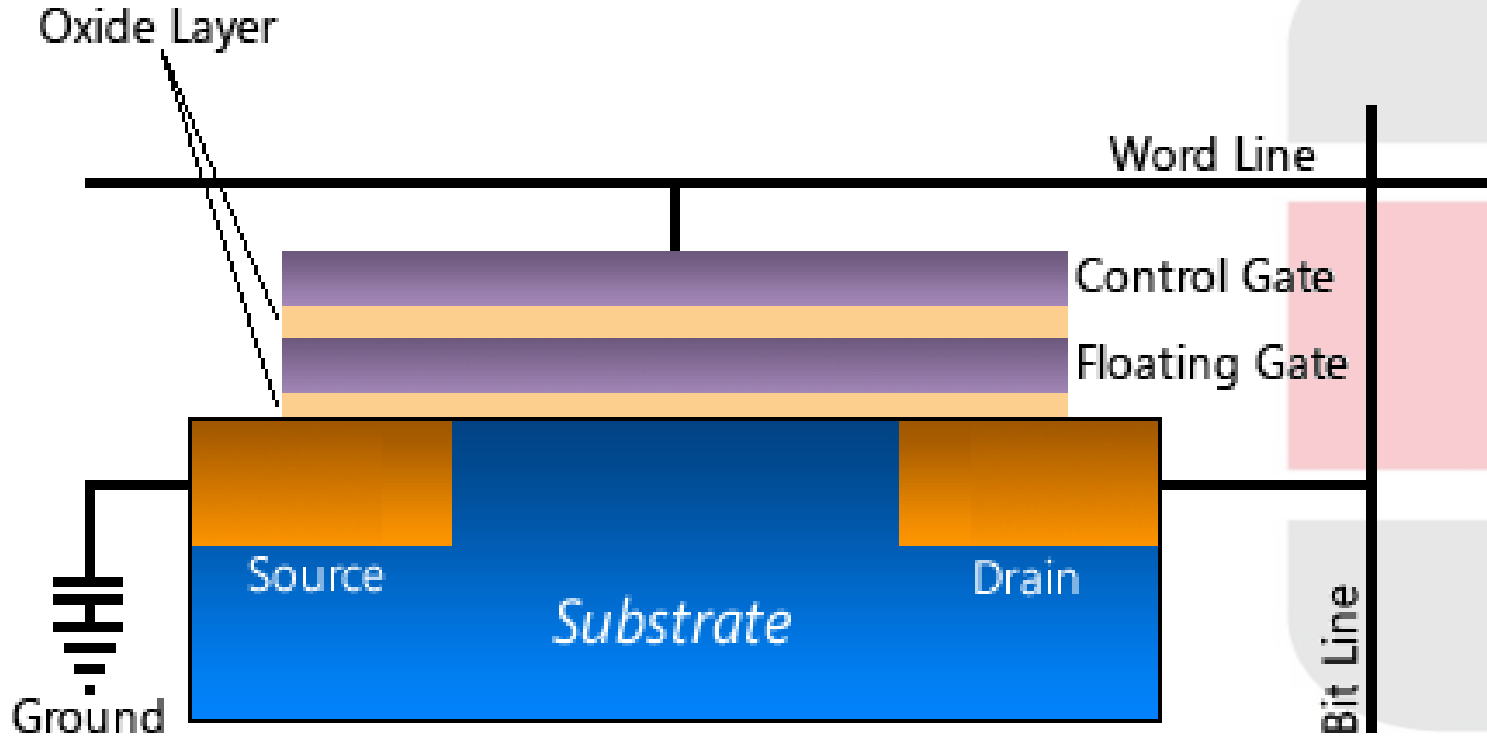 Oxide Layer
Word Line
Control Gate
Floating Gate
Source
Drain
Substrate
Bit Line
Ground